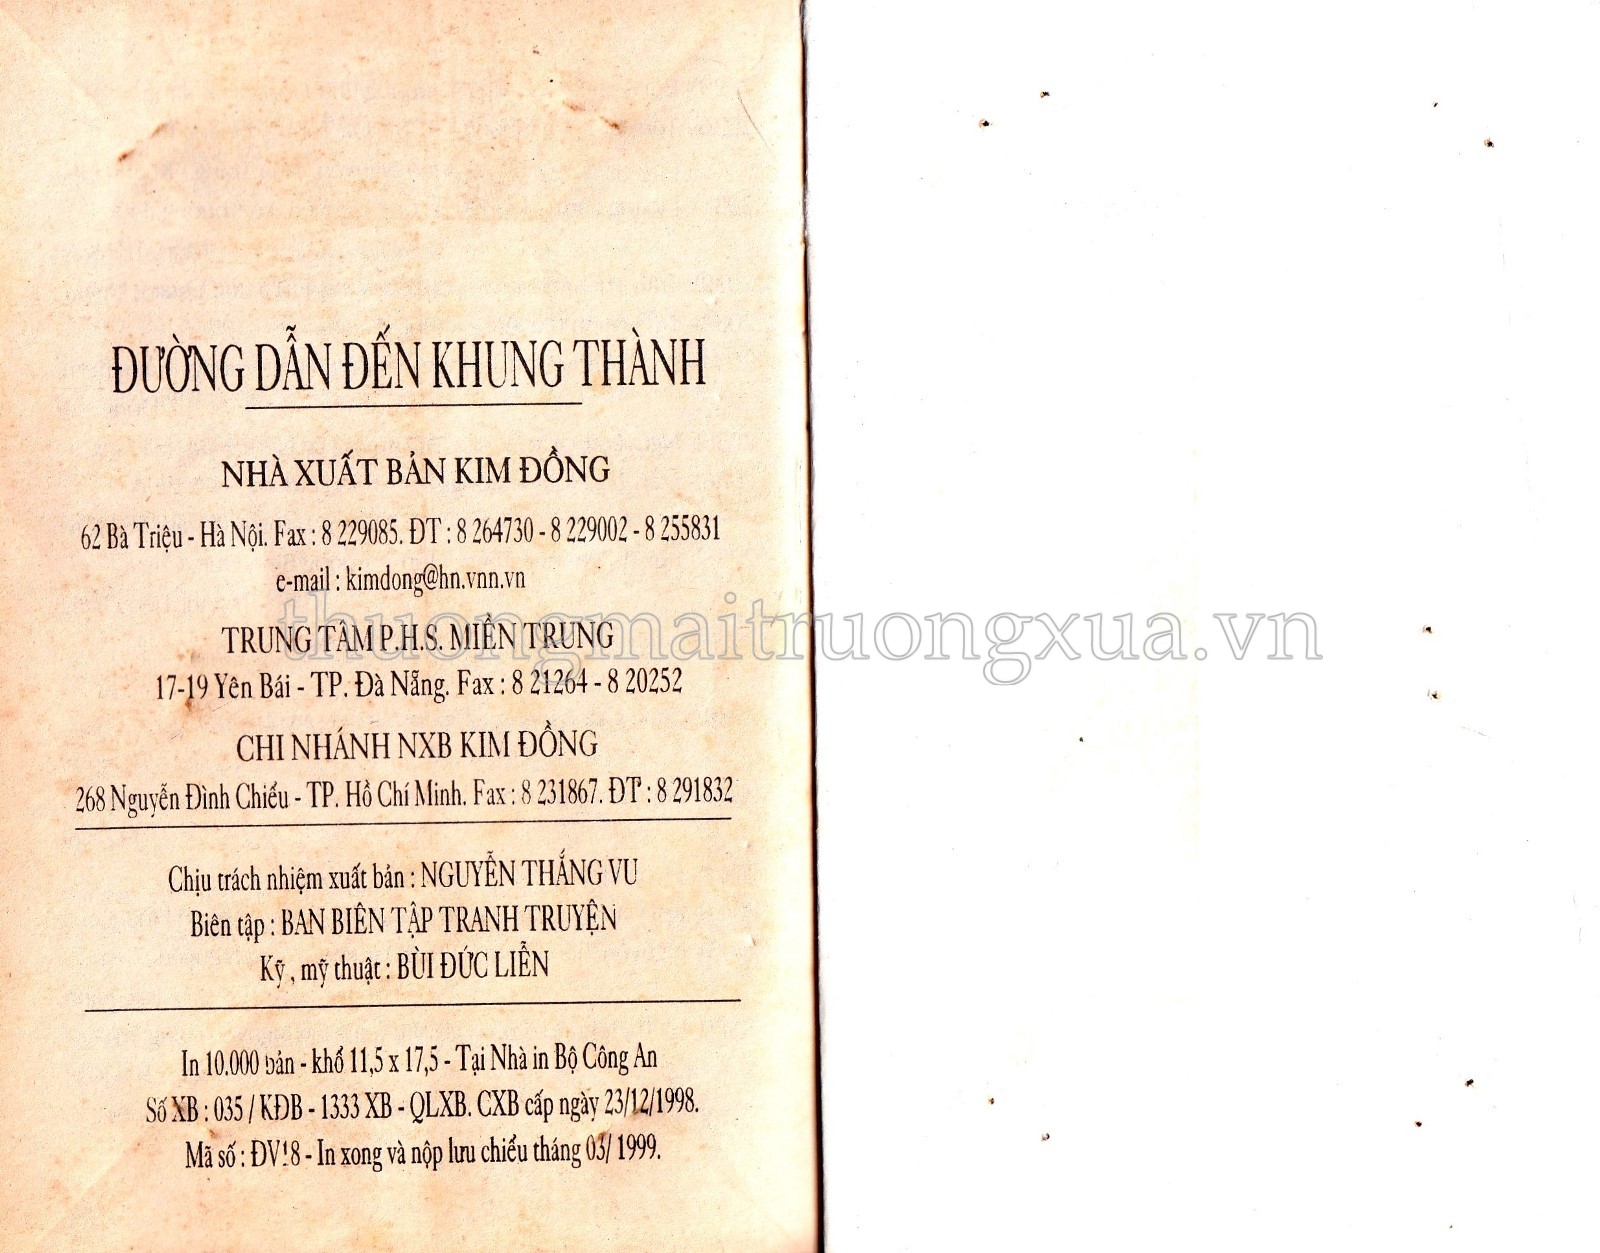 ĐƯỜNG DẪN ĐẾN KHUNG THÀNH
NHÀ XUẤT BẢN KIM ĐỒNG
62 Bà Triệu - Hà Nội. Fax : 8 229085. ĐT : 8 264730 - 8 229002 - 8 255831
e-mail : kimdong@hn.vnn.vn
thuongmaitruongxua.vn
TRUNG TÂM P.H.S. MIỀN TRUNG
17-19 Yên Bái - TP. Đà Nẵng. Fax : 8 21264 - 8 20252
CHI NHÁNH NXB KIM ĐỒNG
268 Nguyễn Đình Chiểu - TP. Hồ Chí Minh. Fax : 8 231867. ĐT : 8 291832
Chịu trách nhiệm xuất bản : NGUYỄN THẮNG VU
Biên tập : BAN BIÊN TẬP TRANH TRUYỆN
Kỹ , mỹ thuật : BÙI ĐỨC LIỄN
In 10.000 bản - khổ 11,5 x 17,5 - Tại Nhà in Bộ Công An
Số XB : 035 / KĐB - 1333 XB - QLXB. CXB cấp ngày 23/12/1998.
Mã số : ĐV18 - In xong và nộp lưu chiểu tháng 03/ 1999.